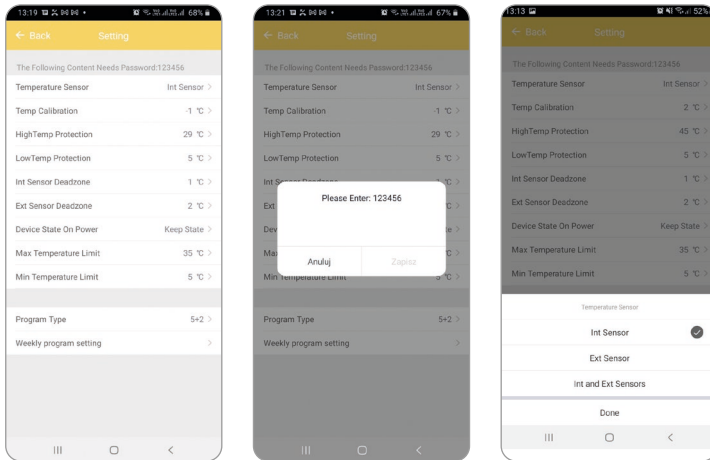 13:19
68%
← Back Setting
The Following Content Needs Password:123456
Temperature Sensor Int Sensor >
Temp Calibration -1 °C >
HighTemp Protection 29 °C >
LowTemp Protection 5 °C >
Int Sensor Deadzone 1 °C >
Ext Sensor Deadzone 2 °C >
Device State On Power Keep State >
Max Temperature Limit 35 °C >
Min Temperature Limit 5 °C >
Program Type 5+2 >
Weekly program setting >
13:21
67%
← Back Setting
The Following Content Needs Password:123456
Temperature Sensor Int Sensor >
Temp Calibration -1 °C >
HighTemp Protection 29 °C >
LowTemp Protection 5 °C >
Please Enter: 123456
Anuluj Zapisz
Min Temperature Limit 5 °C >
Program Type 5+2 >
Weekly program setting >
13:13
52%
← Back Setting
The Following Content Needs Password:123456
Temperature Sensor Int Sensor >
Temp Calibration 2 °C >
HighTemp Protection 45 °C >
LowTemp Protection 5 °C >
Int Sensor Deadzone 1 °C >
Ext Sensor Deadzone 2 °C >
Device State On Power Keep State >
Max Temperature Limit 35 °C >
Min Temperature Limit 5 °C >
Temperature Sensor
Int Sensor
Ext Sensor
Int and Ext Sensors
Done